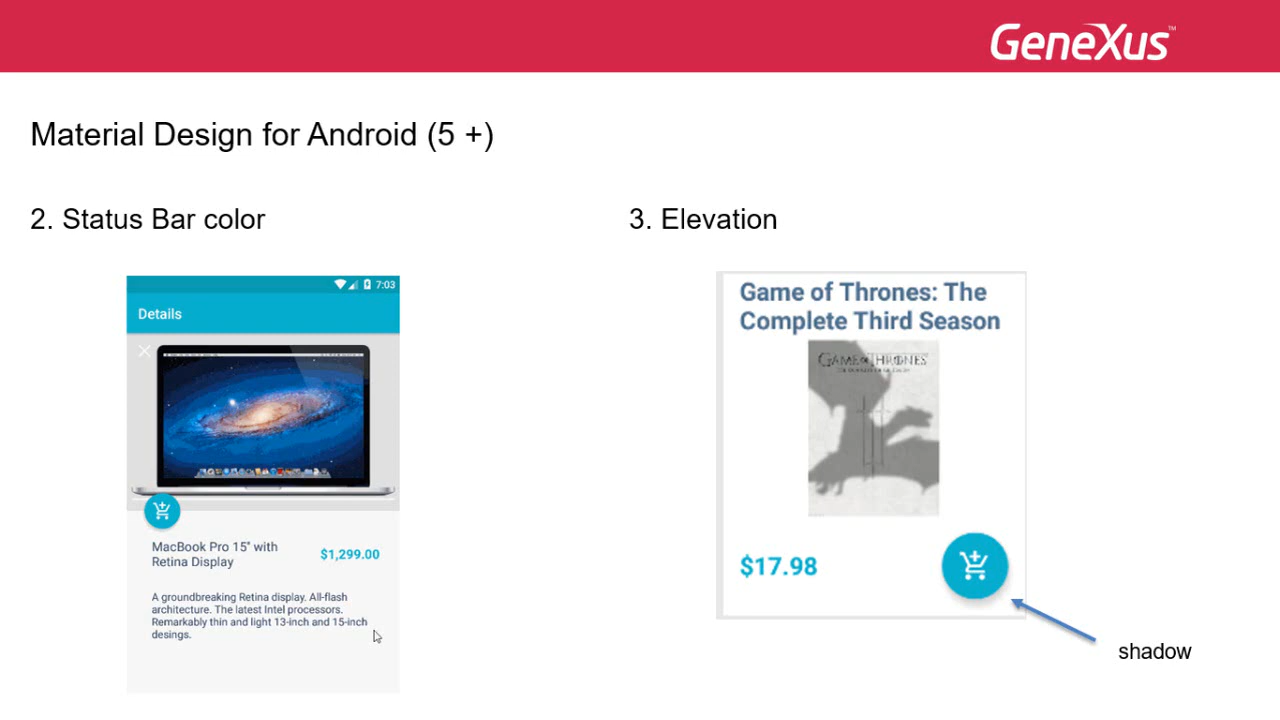 GeneXus™
Material Design for Android (5 +)
2. Status Bar color
7:03
Details
MacBook Pro 15" with
Retina Display
$1,299.00
A groundbreaking Retina display. All-flash
architecture. The latest Intel processors.
Remarkably thin and light 13-inch and 15-inch
desings.
3. Elevation
Game of Thrones: The
Complete Third Season
GAME OF THRONES
$17.98
shadow